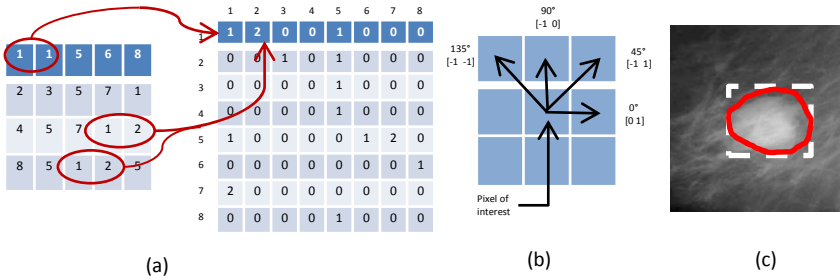 1 1 5 6 8
2 3 5 7 1
4 5 7 1 2
8 5 1 2 5
1 2 3 4 5 6 7 8
1 1 2 0 0 1 0 0 0
2 0 0 1 0 1 0 0 0
3 0 0 0 0 1 0 0 0
4 0 0 0 0 1 0 0 0
5 1 0 0 0 0 1 2 0
6 0 0 0 0 0 0 0 1
7 2 0 0 0 0 0 0 0
8 0 0 0 0 1 0 0 0
(a)
90°
[-1 0]
135°
[-1 -1]
45°
[-1 1]
0°
[0 1]
Pixel of
interest
(b)
(c)